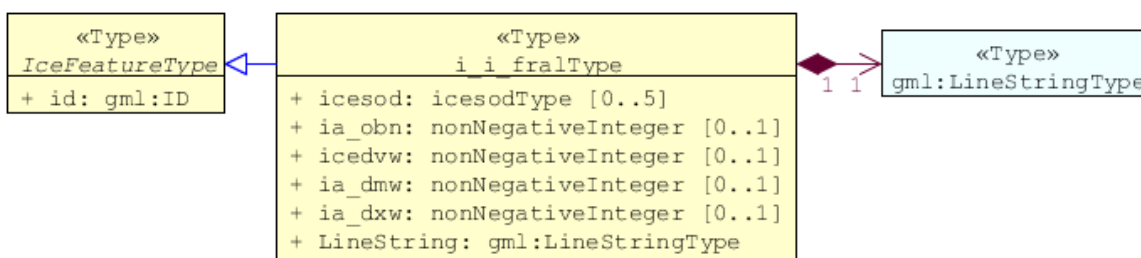 «Type»
IceFeatureType
+ id: gml:ID
«Type»
i_i_fralType
+ icesod: icesodType [0..5]
+ ia_obn: nonNegativeInteger [0..1]
+ icedvw: nonNegativeInteger [0..1]
+ ia_dmw: nonNegativeInteger [0..1]
+ ia_dxw: nonNegativeInteger [0..1]
+ LineString: gml:LineStringType
1 1
«Type»
gml:LineStringType